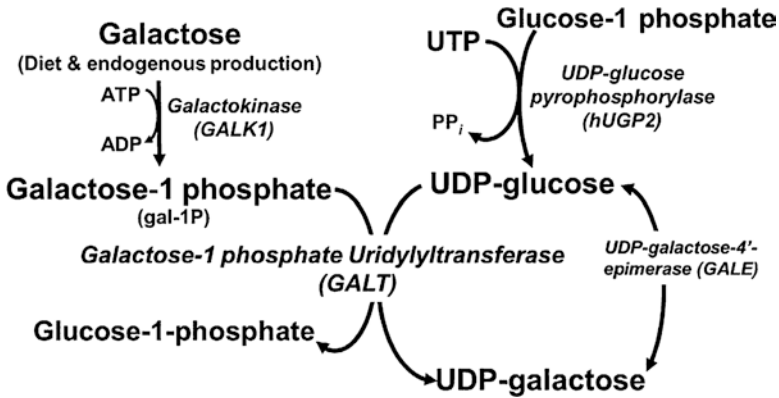 Galactose
(Diet & endogenous production)
ATP
Galactokinase
(GALK1)
ADP
Galactose-1 phosphate
(gal-1P)
Glucose-1 phosphate
UTP
UDP-glucose
pyrophosphorylase
(hUGP2)
PPi
UDP-glucose
Galactose-1 phosphate Uridylyltransferase
(GALT)
UDP-galactose-4’-
epimerase (GALE)
Glucose-1-phosphate
UDP-galactose